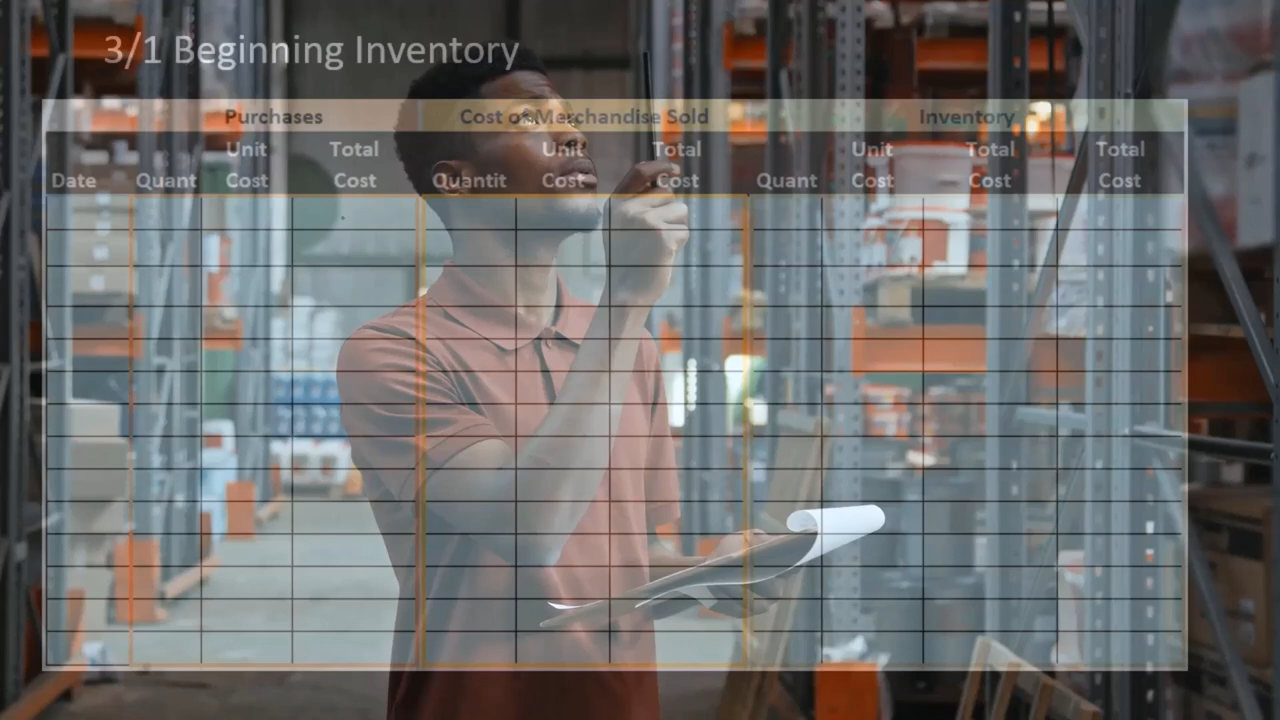 3/1 Beginning Inventory
Purchases Cost of Merchandise Sold Inventory
Unit Total Unit Total Unit Total Total
Date Quant Cost Cost Quantit Cost Cost Quant Cost Cost Cost